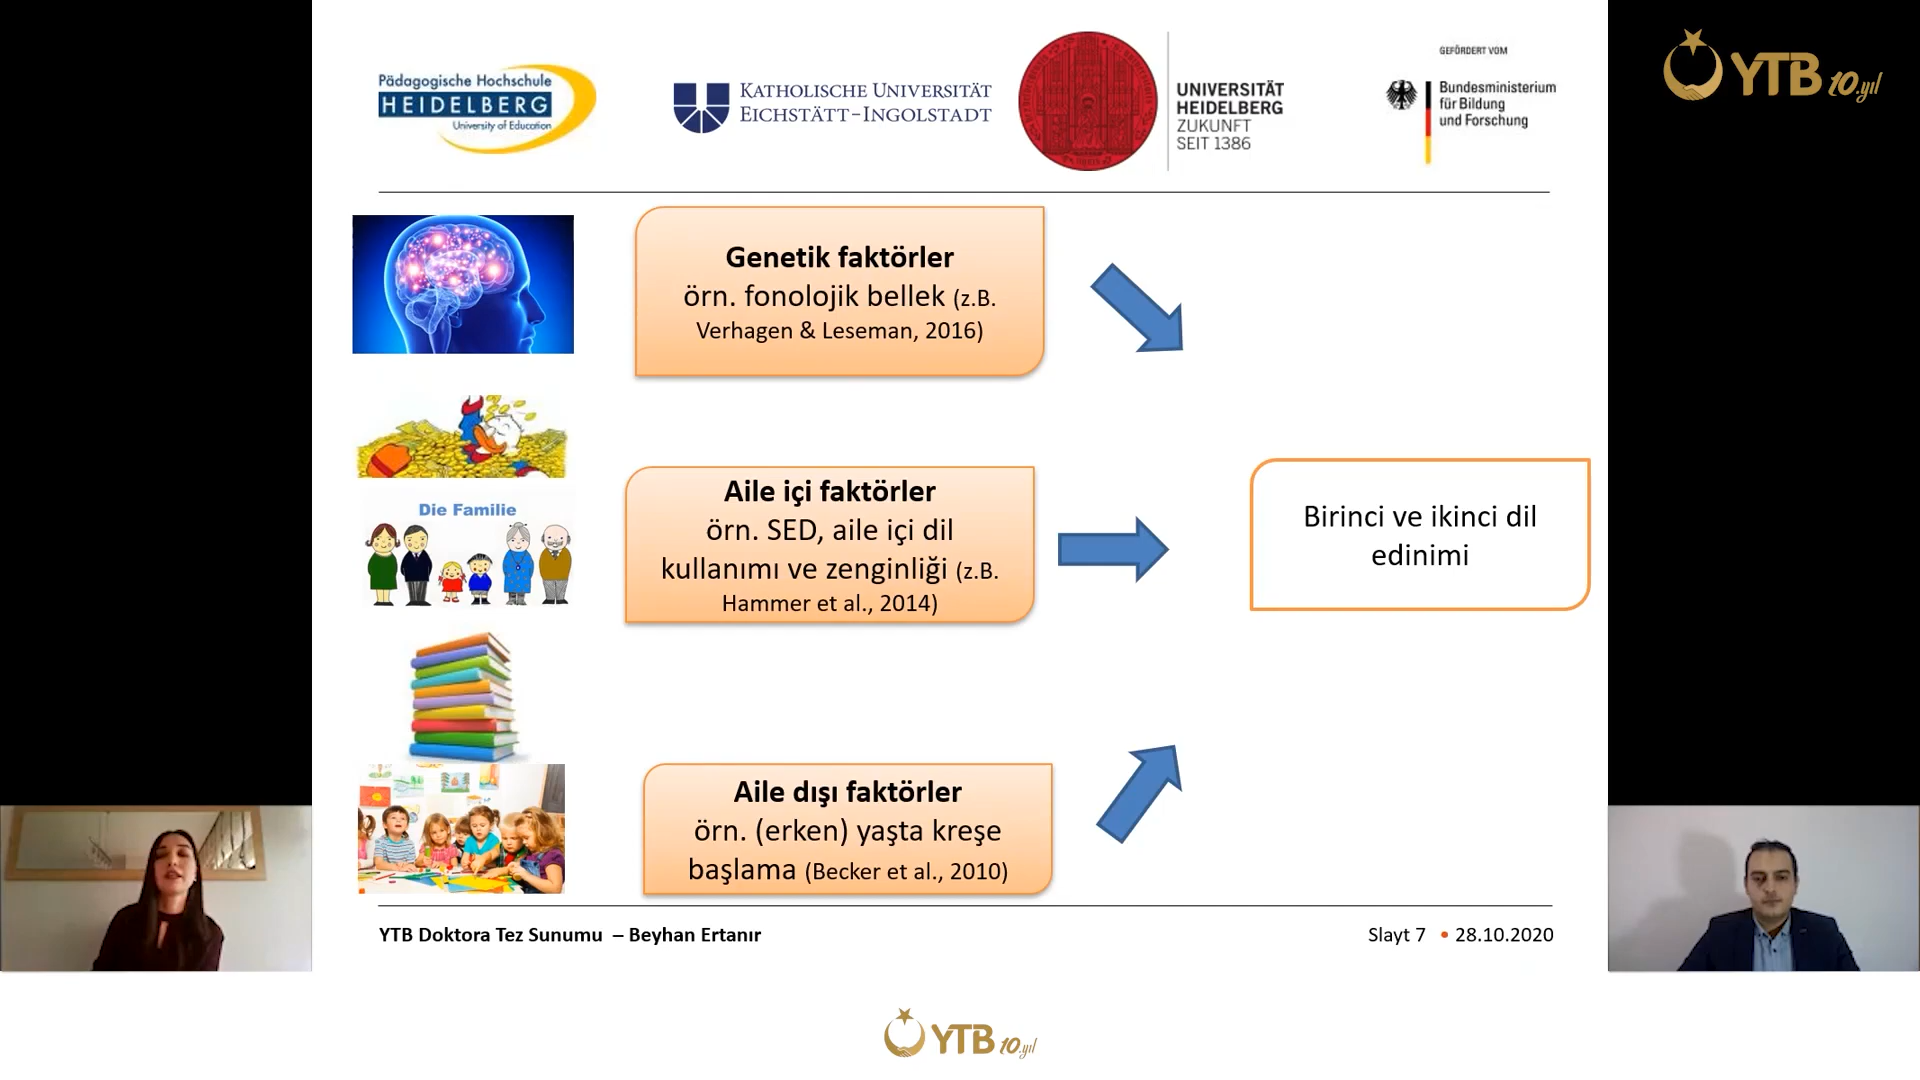 Pädagogische Hochschule
HEIDELBERG
University of Education
KATHOLISCHE UNIVERSITÄT
EICHSTÄTT-INGOLSTADT
UNIVERSITÄT
HEIDELBERG
ZUKUNFT
SEIT 1386
GEFÖRDERT VOM
Bundesministerium
für Bildung
und Forschung
YTB 10.yıl
Genetik faktörler
örn. fonolojik bellek (z.B.
Verhagen & Leseman, 2016)
Aile içi faktörler
örn. SED, aile içi dil
kullanımı ve zenginliği (z.B.
Hammer et al., 2014)
Die Familie
Birinci ve ikinci dil
edinimi
Aile dışı faktörler
örn. (erken) yaşta kreşe
başlama (Becker et al., 2010)
YTB Doktora Tez Sunumu – Beyhan Ertanır
Slayt 7 • 28.10.2020
YTB 10.yıl